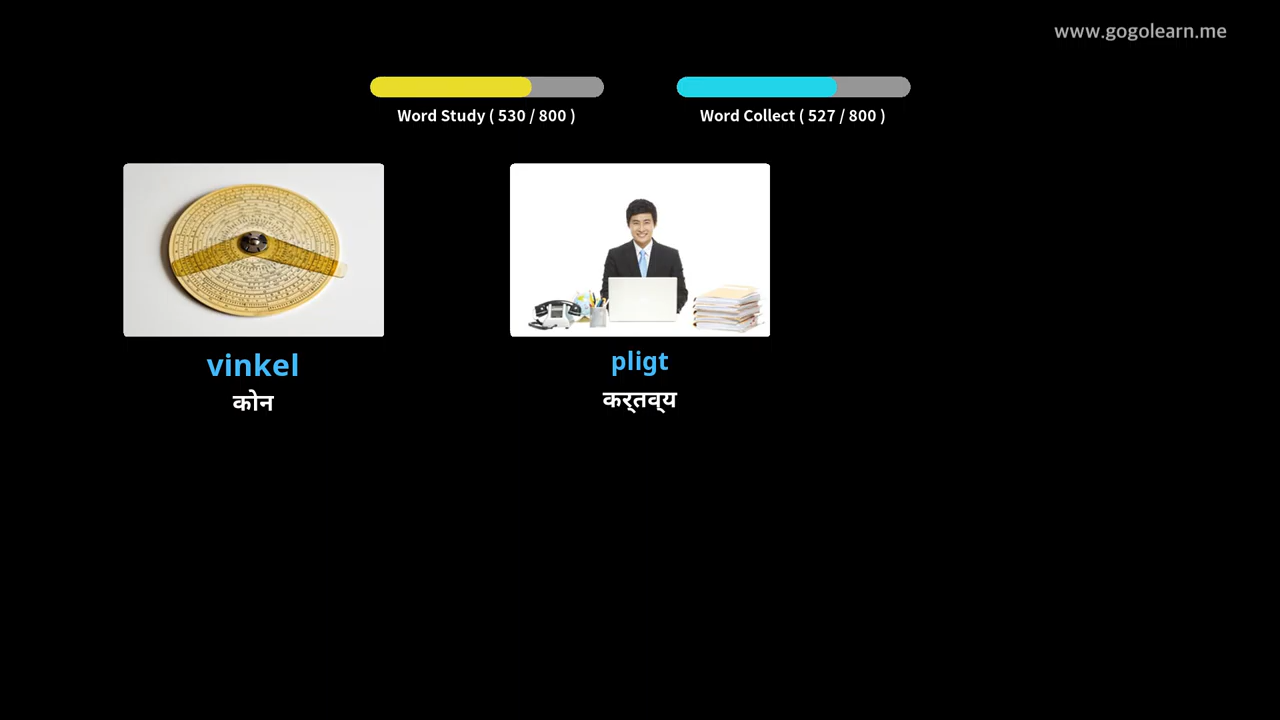 www.gogolearn.me
Word Study ( 530 / 800 )
Word Collect ( 527 / 800 )
vinkel
कोन
pligt
कर्‌तव्‌य